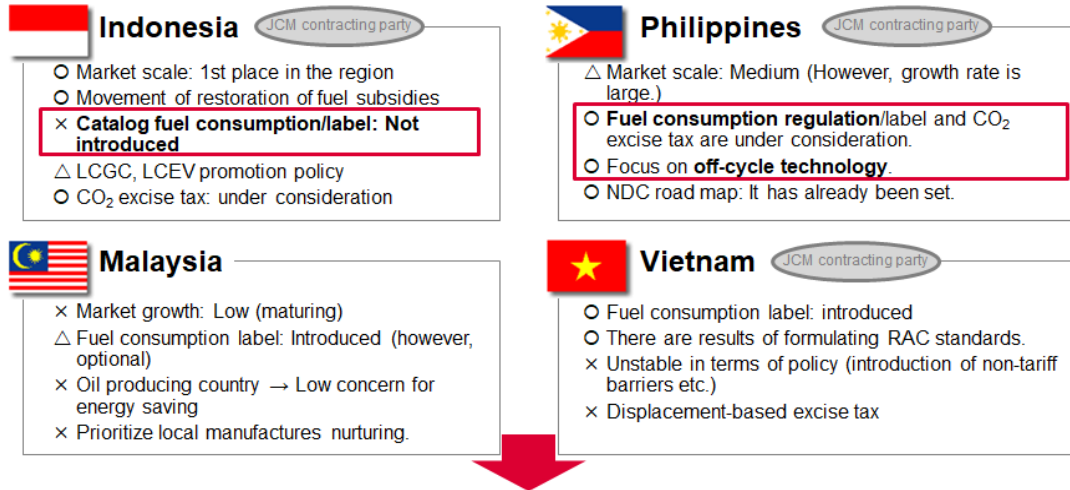 Indonesia JCM contracting party
O Market scale: 1st place in the region
O Movement of restoration of fuel subsidies
× Catalog fuel consumption/label: Not
introduced
△ LCGC, LCEV promotion policy
O CO₂ excise tax: under consideration
Philippines JCM contracting party
△ Market scale: Medium (However, growth rate is
large.)
O Fuel consumption regulation/label and CO₂
excise tax are under consideration.
O Focus on off-cycle technology.
O NDC road map: It has already been set.
Malaysia
× Market growth: Low (maturing)
△ Fuel consumption label: Introduced (however,
optional)
× Oil producing country → Low concern for
energy saving
× Prioritize local manufactures nurturing.
Vietnam JCM contracting party
O Fuel consumption label: introduced
O There are results of formulating RAC standards.
× Unstable in terms of policy (introduction of non-tariff
barriers etc.)
× Displacement-based excise tax